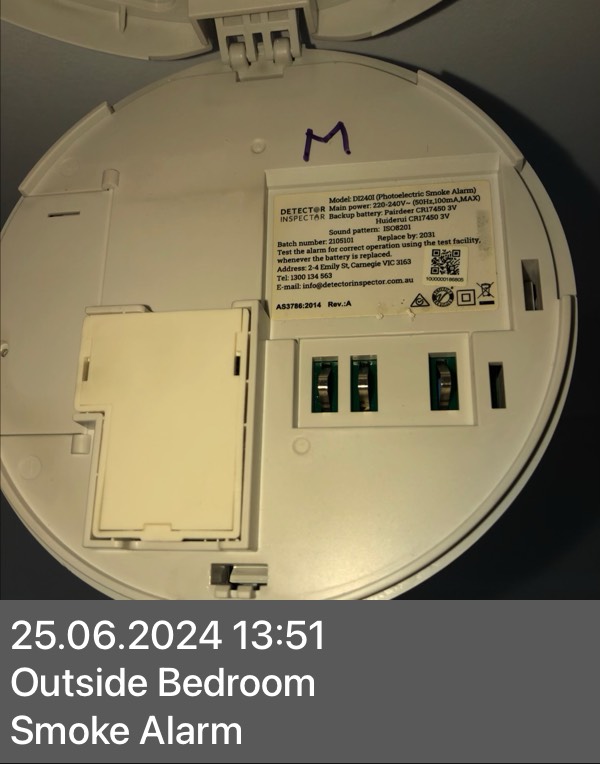 M
DETECTOR
INSPECTOR
Model: DI240I (Photoelectric Smoke Alarm)
Main power: 220-240V~ (50Hz,100mA,MAX)
Backup battery: Pairdeer CR17450 3V
Huiderui CR17450 3V
Sound pattern: ISO8201
Batch number: 2105101 Replace by: 2031
Test the alarm for correct operation using the test facility,
whenever the battery is replaced.
Address: 2-4 Emily St, Carnegie VIC 3163
Tel: 1300 134 563
E-mail: info@detectorinspector.com.au
AS3786:2014 Rev.:A
25.06.2024 13:51
Outside Bedroom
Smoke Alarm